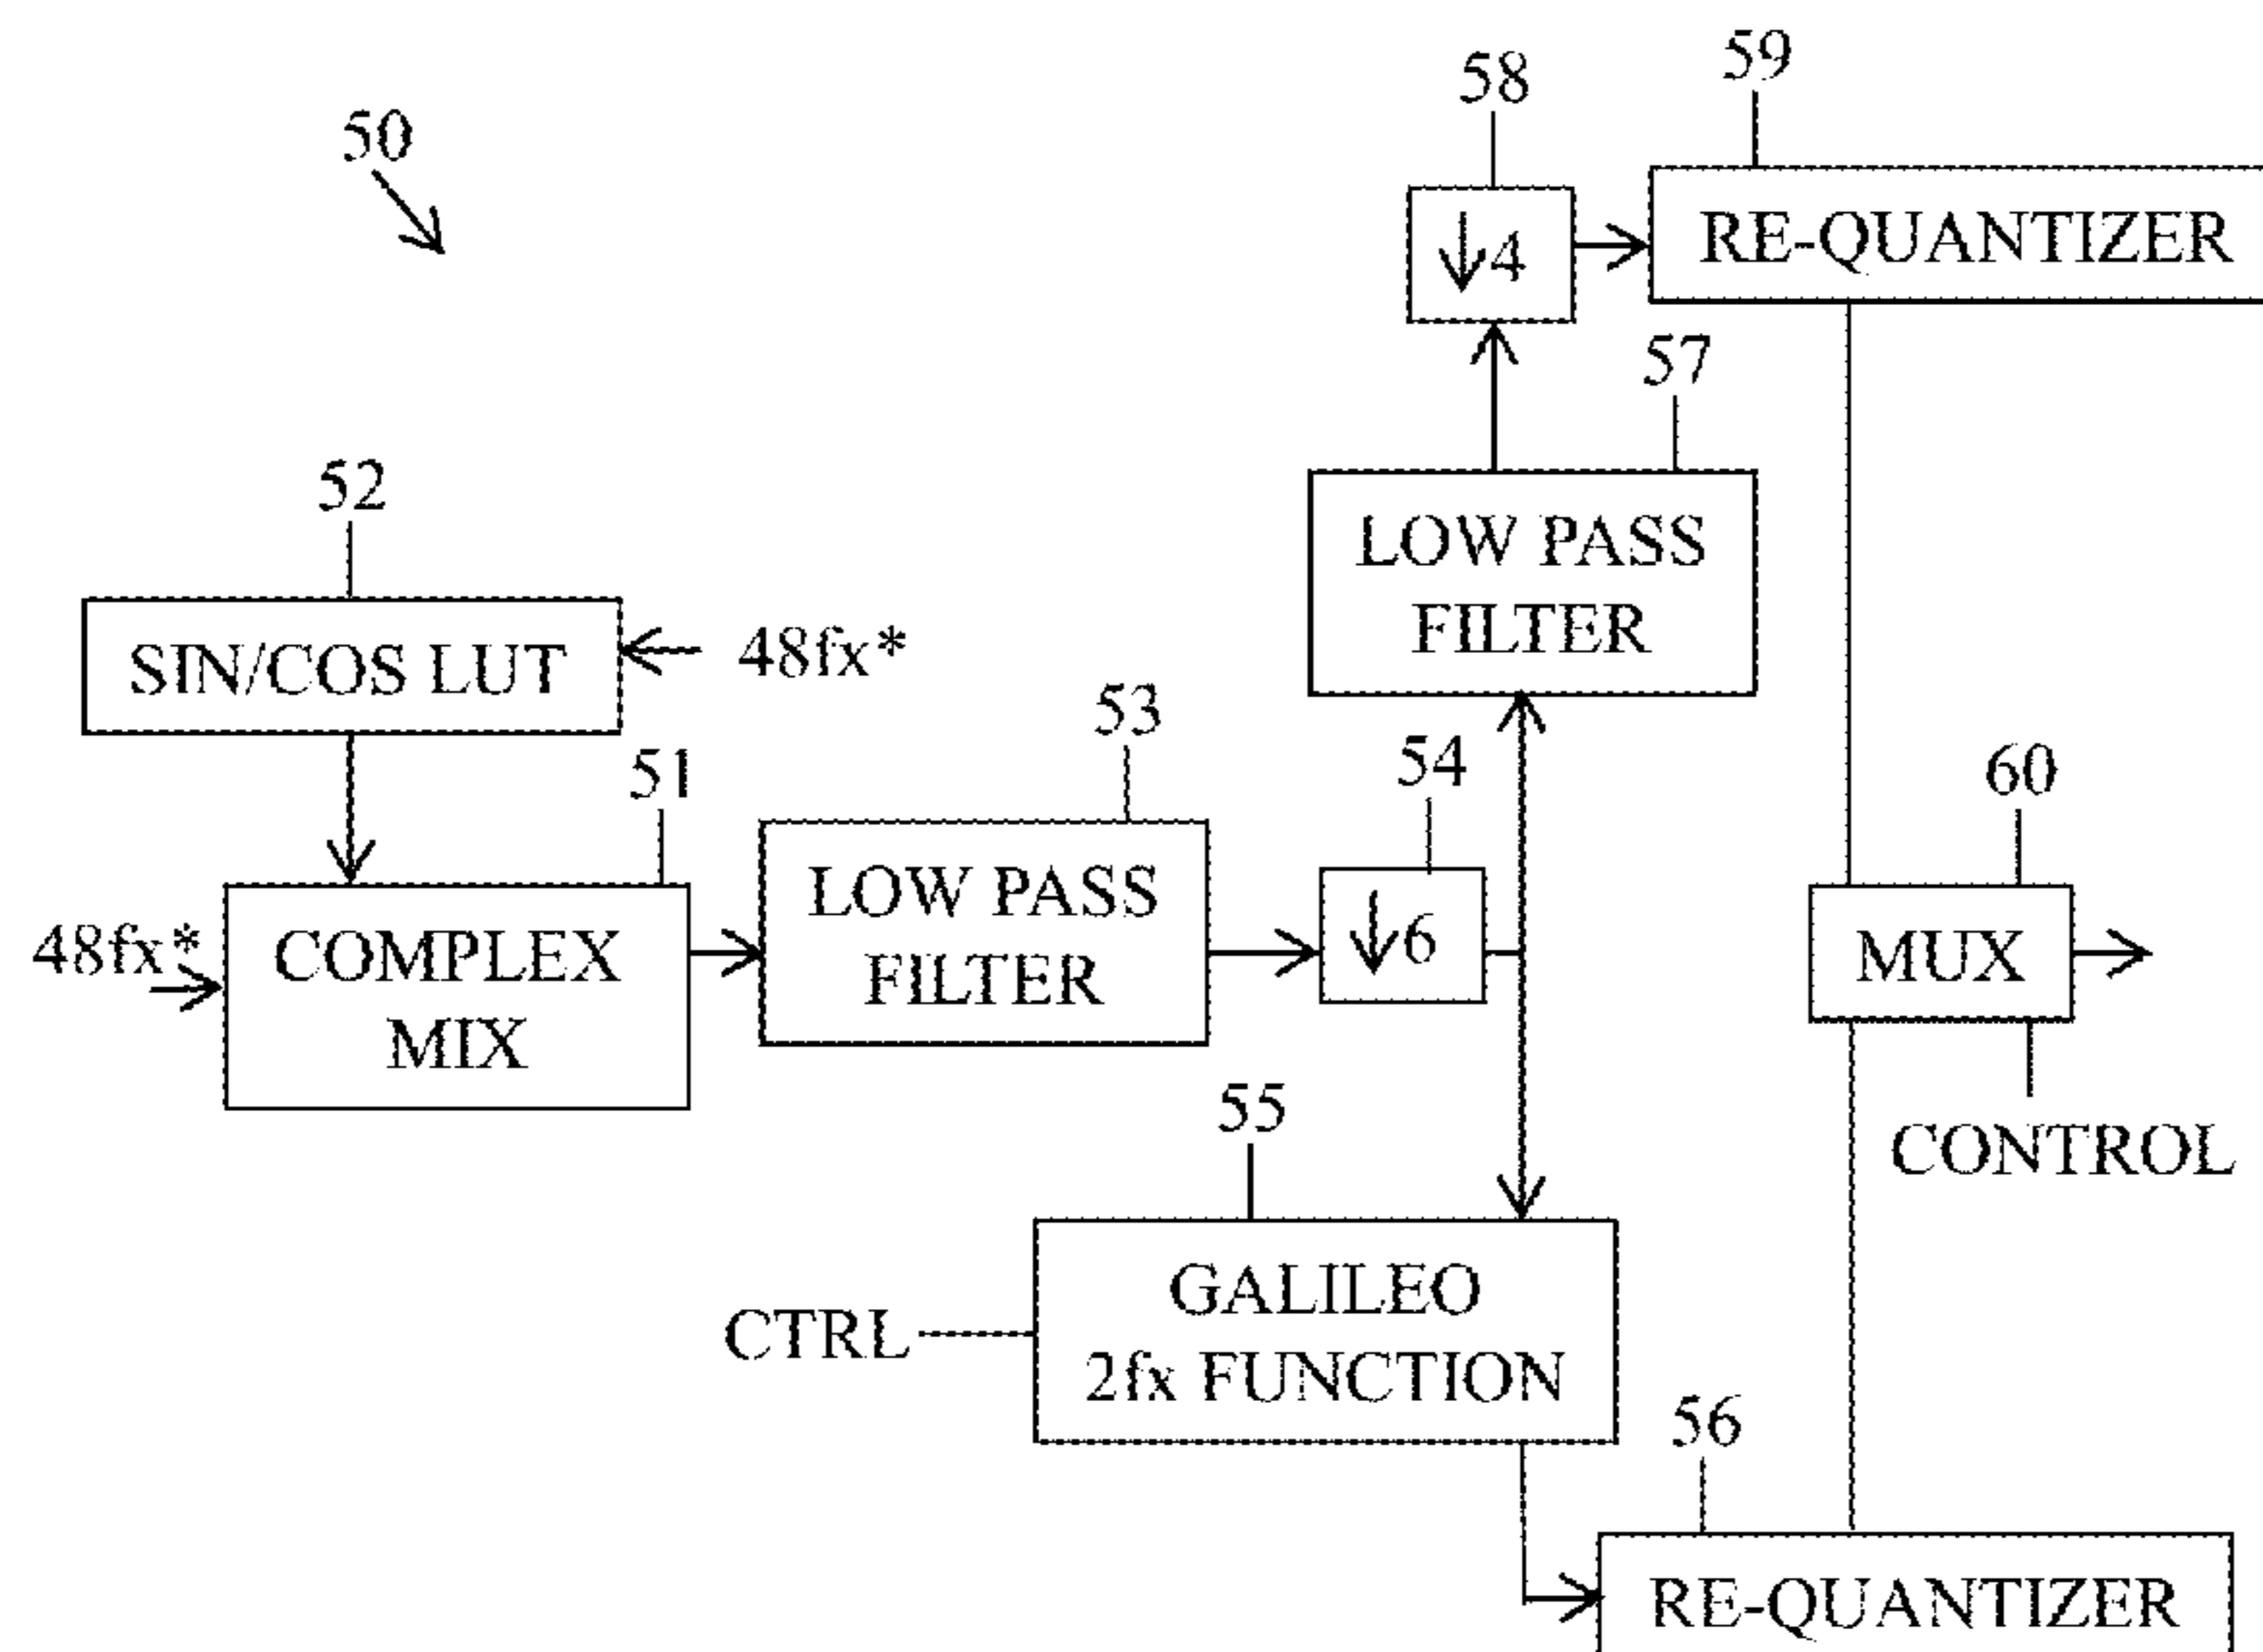 59
58
50
RE-QUANTIZER
↓4
57
52
LOW PASS
FILTER
SIN/COS LUT
48fx*
53
54
51
60
LOW PASS
FILTER
↓6
48fx*
COMPLEX
MIX
MUX
55
CONTROL
GALILEO
2fx FUNCTION
CTRL
56
RE-QUANTIZER